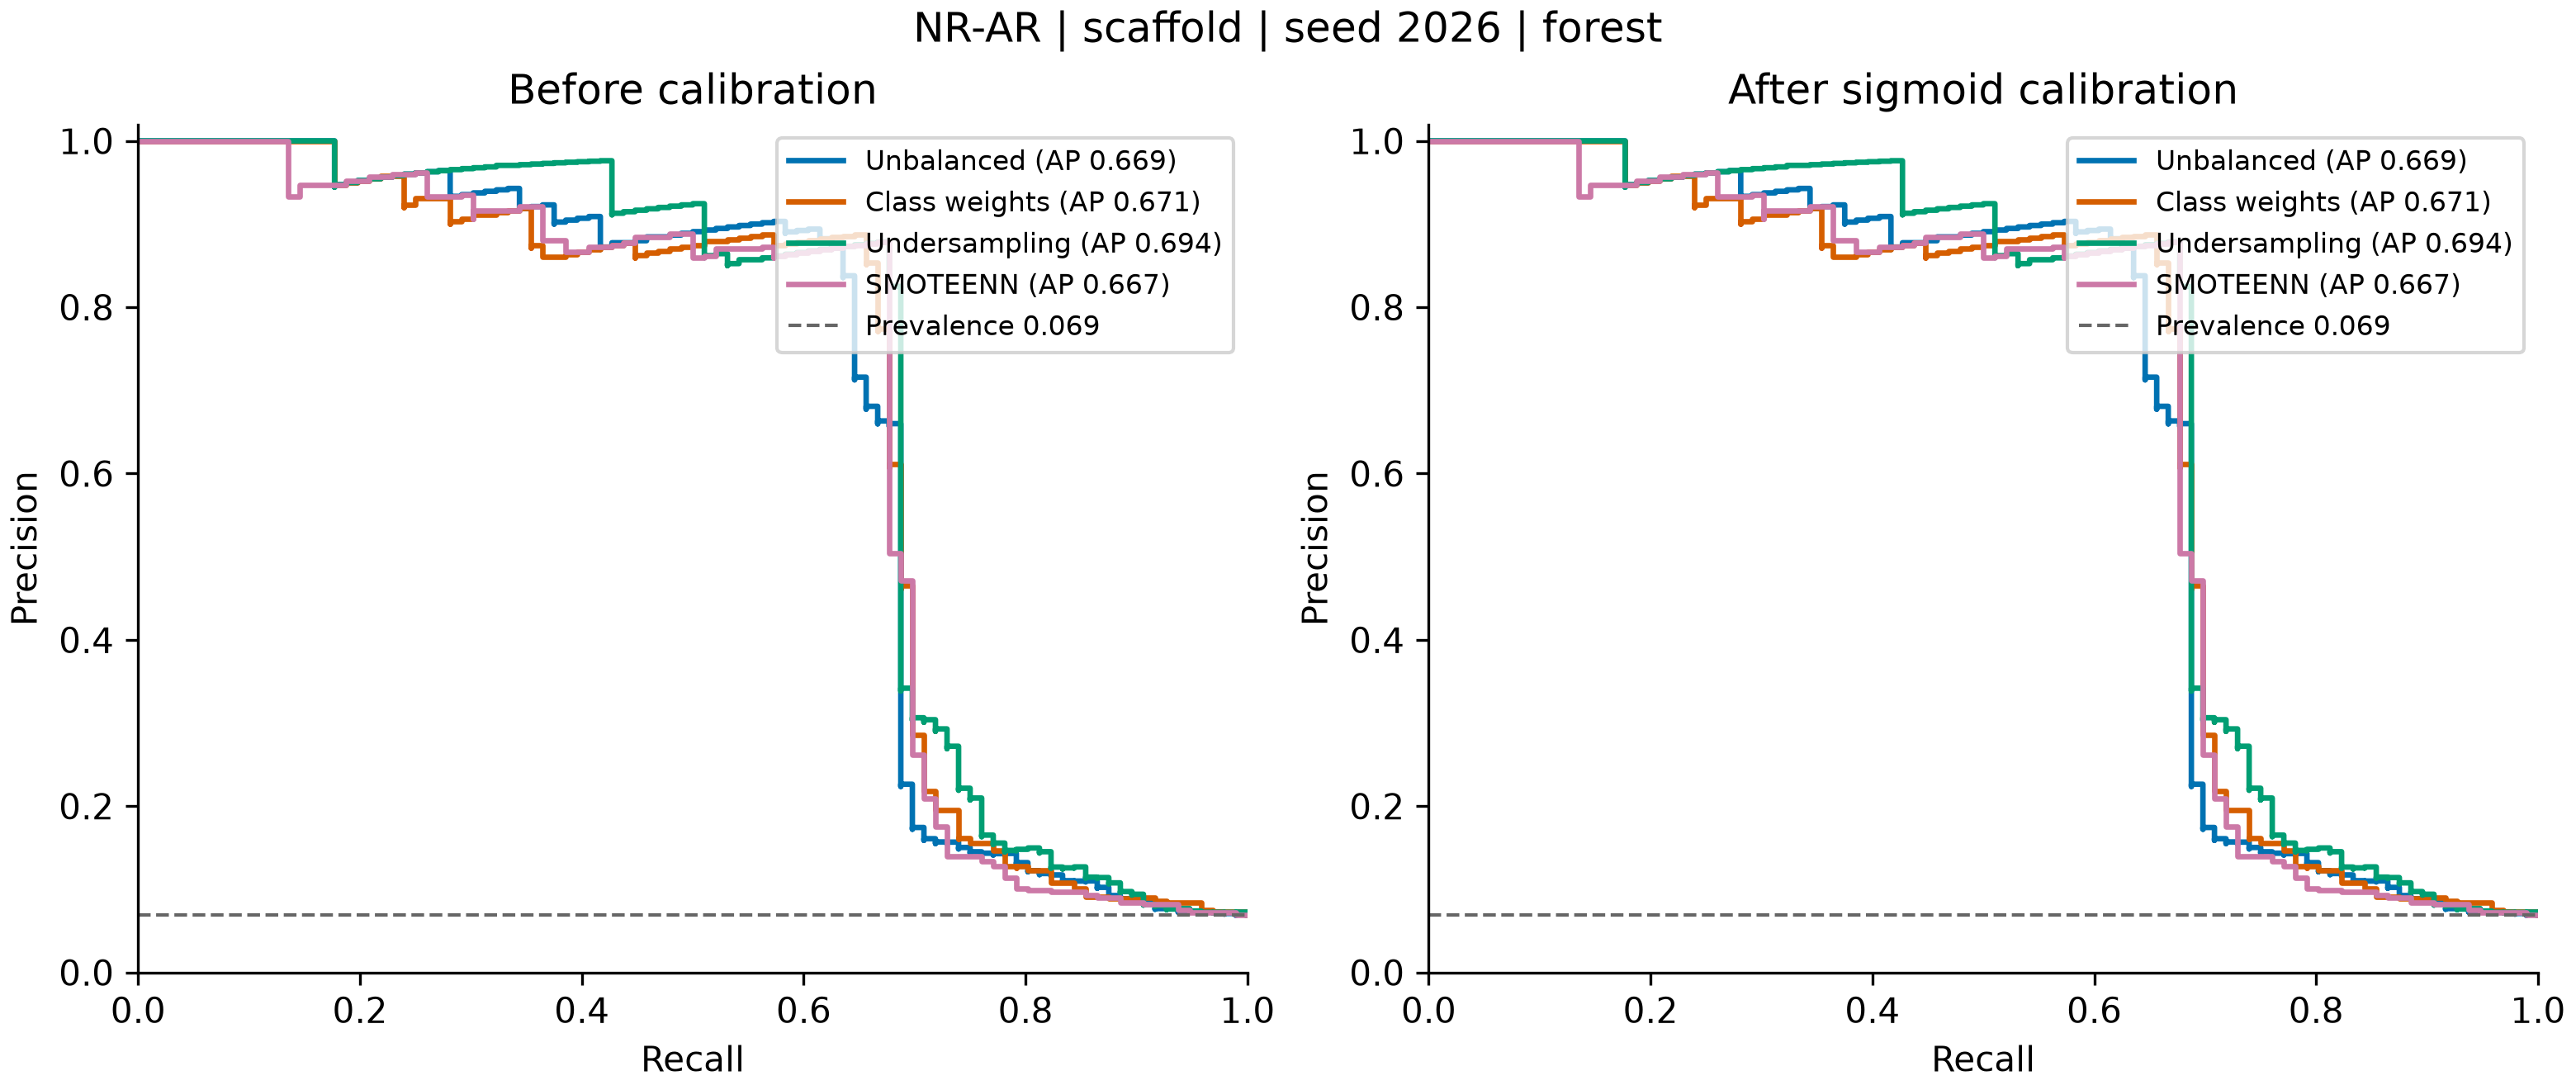 NR-AR | scaffold | seed 2026 | forest
Before calibration
1.0
0.8
0.6
0.4
0.2
0.0
Precision
Unbalanced (AP 0.669)
Class weights (AP 0.671)
Undersampling (AP 0.694)
SMOTEENN (AP 0.667)
Prevalence 0.069
0.0 0.2 0.4 0.6 0.8 1.0
Recall
After sigmoid calibration
1.0
0.8
0.6
0.4
0.2
0.0
Precision
Unbalanced (AP 0.669)
Class weights (AP 0.671)
Undersampling (AP 0.694)
SMOTEENN (AP 0.667)
Prevalence 0.069
0.0 0.2 0.4 0.6 0.8 1.0
Recall